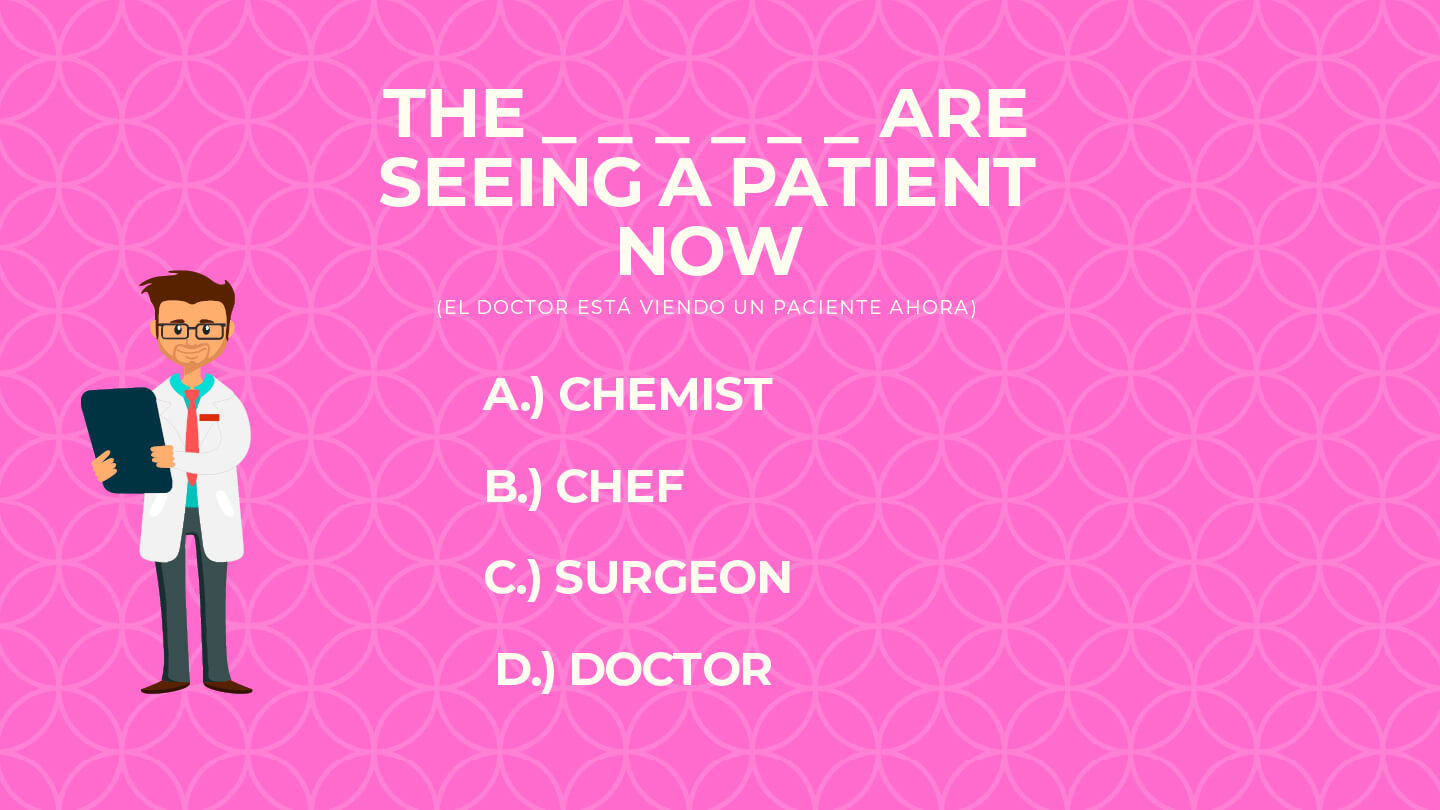 THE _ _ _ _ _ _ ARE
SEEING A PATIENT
NOW
(EL DOCTOR ESTÁ VIENDO UN PACIENTE AHORA)
A.) CHEMIST
B.) CHEF
C.) SURGEON
D.) DOCTOR